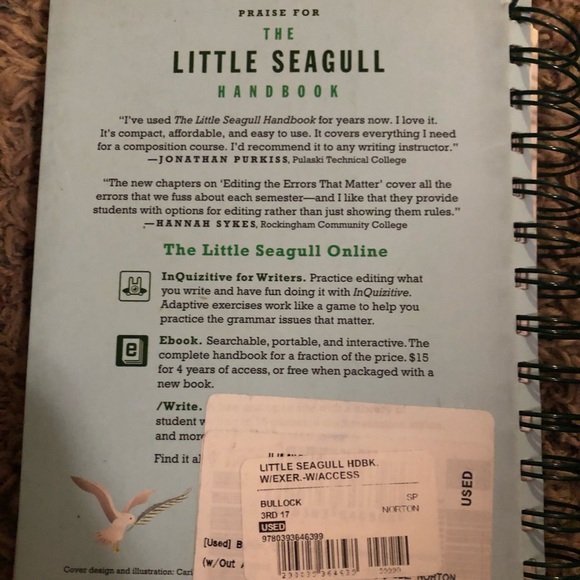 PRAISE FOR
THE
LITTLE SEAGULL
HANDBOOK
“I’ve used The Little Seagull Handbook for years now. I love it.
It’s compact, affordable, and easy to use. It covers everything I need
for a composition course. I’d recommend it to any writing instructor.”
—JONATHAN PURKISS, Pulaski Technical College
“The new chapters on ‘Editing the Errors That Matter’ cover all the
errors that we fuss about each semester—and I like that they provide
students with options for editing rather than just showing them rules.”
—HANNAH SYKES, Rockingham Community College
The Little Seagull Online
InQuizitive for Writers. Practice editing what
you write and have fun doing it with InQuizitive.
Adaptive exercises work like a game to help you
practice the grammar issues that matter.
e
Ebook. Searchable, portable, and interactive. The
complete handbook for a fraction of the price. $15
for 4 years of access, or free when packaged with a
new book.
/Write.
student
and
Find it
LITTLE SEAGULL HDBK.
W/EXER.-W/ACCESS
BULLOCK SP
3RD 17 NORTON
USED
9780393646399
USED
[Used]
(w/Out
NORTON
Cover design and illustration: